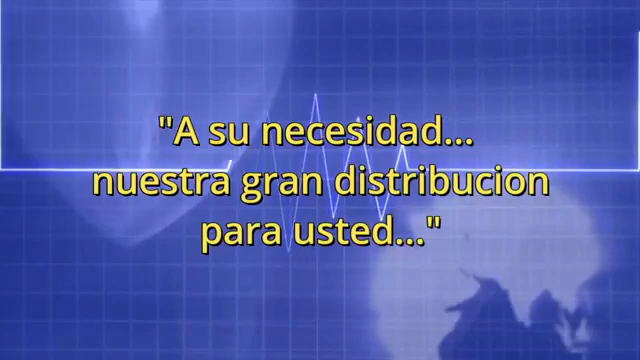 "A su necesidad...
nuestra gran distribucion
para usted..."